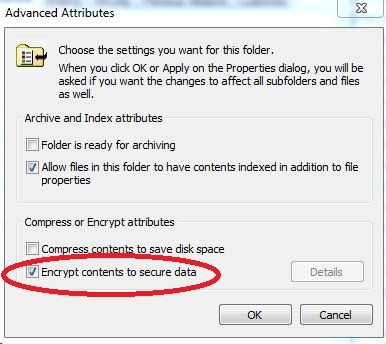 Advanced Attributes
Choose the settings you want for this folder.
When you click OK or Apply on the Properties dialog, you will be
asked if you want the changes to affect all subfolders and files
as well.
Archive and Index attributes
Folder is ready for archiving
Allow files in this folder to have contents indexed in addition to file
properties
Compress or Encrypt attributes
Compress contents to save disk space
Encrypt contents to secure data
Details
OK
Cancel